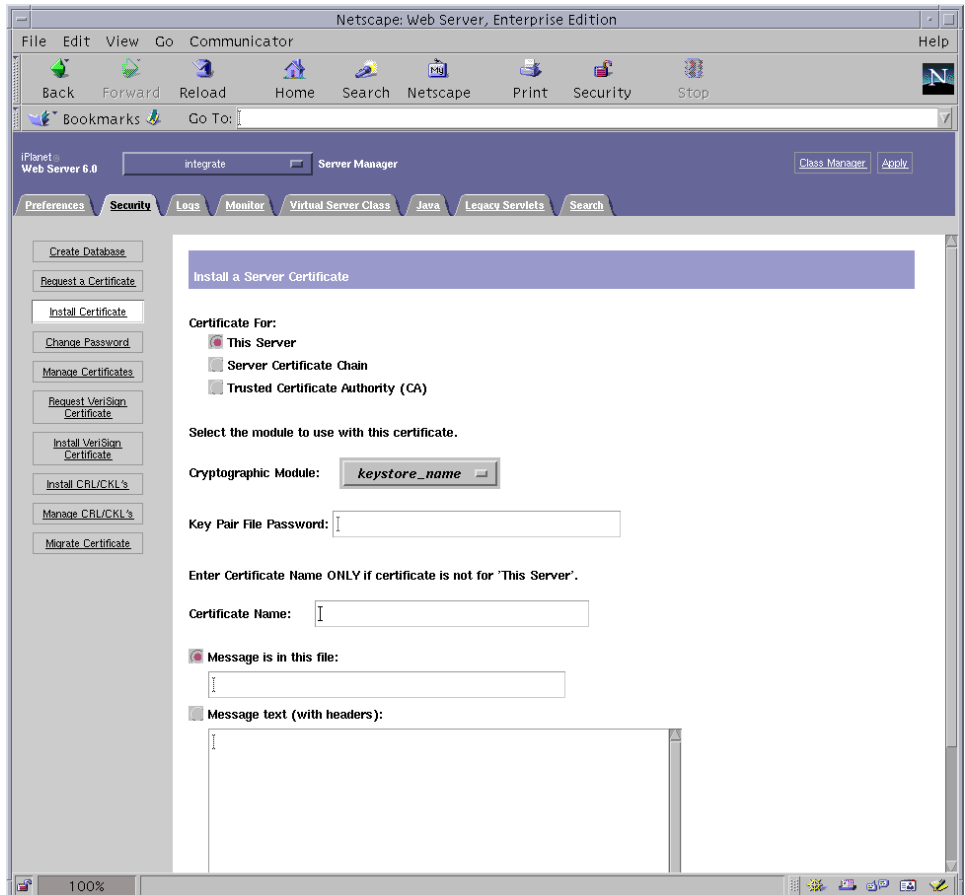 Netscape: Web Server, Enterprise Edition
File Edit View Go Communicator Help
Back Forward Reload Home Search Netscape Print Security Stop
My
N
Bookmarks Go To:
iPlanet
Web Server 6.0
integrate
Server Manager
Class Manager
Apply
Preferences Security Logs Monitor Virtual Server Class Java Legacy Servlets Search
Create Database
Request a Certificate
Install Certificate
Change Password
Manage Certificates
Request VeriSign
Certificate
Install VeriSign
Certificate
Install CRL/CKL's
Manage CRL/CKL's
Migrate Certificate
Install a Server Certificate
Certificate For:
This Server
Server Certificate Chain
Trusted Certificate Authority (CA)
Select the module to use with this certificate.
Cryptographic Module: keystore_name
Key Pair File Password:
Enter Certificate Name ONLY if certificate is not for 'This Server'.
Certificate Name:
Message is in this file:
Message text (with headers):
100%